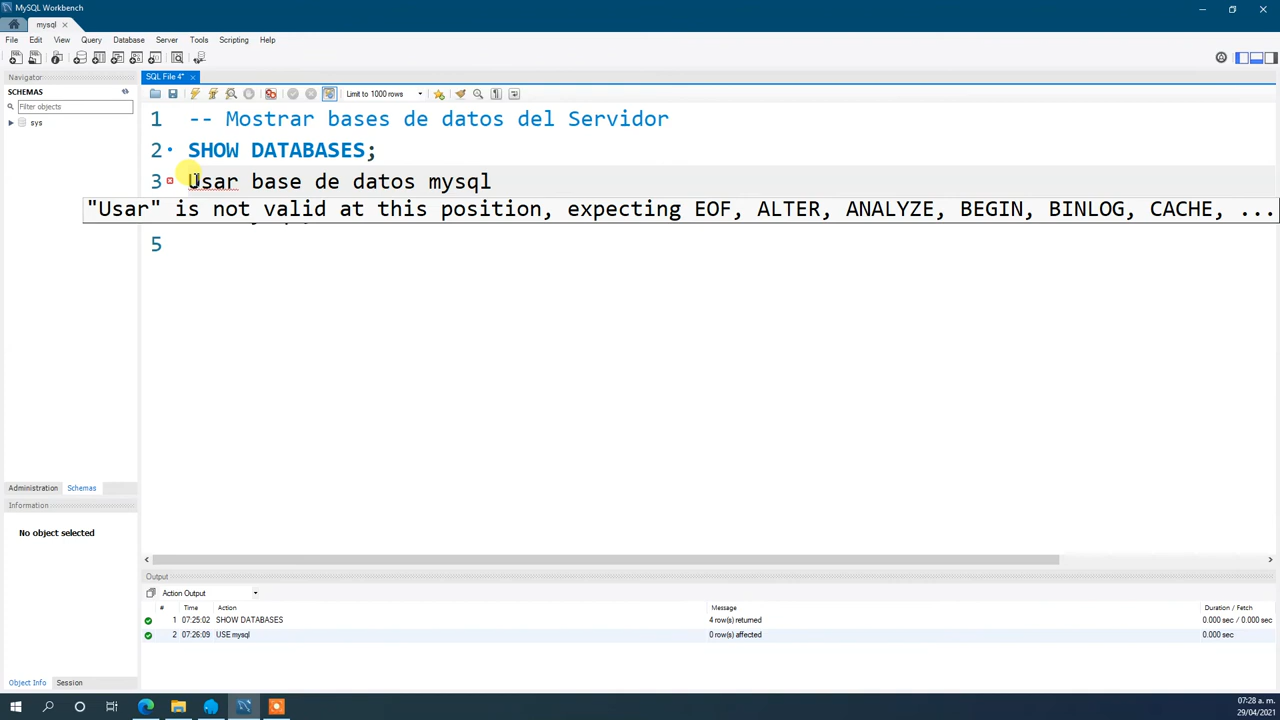 MySQL Workbench
mysql
File Edit View Query Database Server Tools Scripting Help
Navigator
SCHEMAS
Filter objects
sys
SQL File 4*
Limit to 1000 rows
1 -- Mostrar bases de datos del Servidor
2 SHOW DATABASES;
3 Usar base de datos mysql
"Usar" is not valid at this position, expecting EOF, ALTER, ANALYZE, BEGIN, BINLOG, CACHE, ...
5
Administration Schemas
Information
No object selected
Output
Action Output
# Time Action Message Duration / Fetch
1 07:25:02 SHOW DATABASES 4 row(s) returned 0.000 sec / 0.000 sec
2 07:26:09 USE mysql 0 row(s) affected 0.000 sec
Object Info Session
07:28 a. m.
29/04/2021